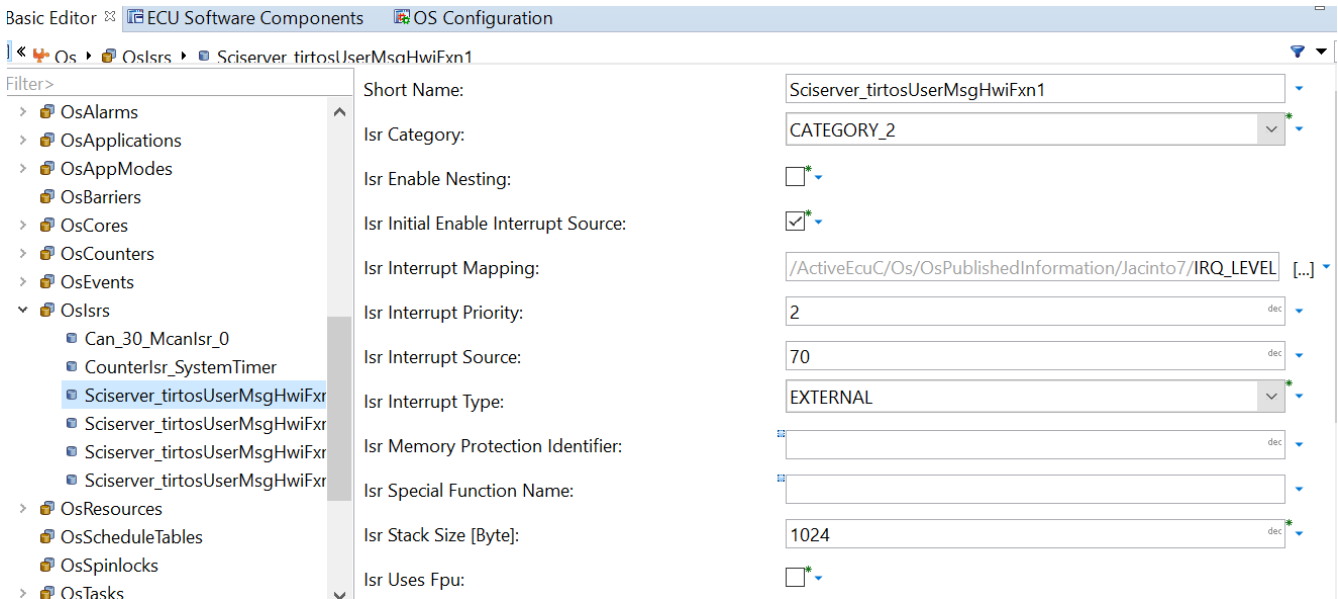 Basic Editor ECU Software Components OS Configuration
« Os OsIsrs Sciserver_tirtosUserMsgHwiFxn1
Filter>
OsAlarms
OsApplications
OsAppModes
OsBarriers
OsCores
OsCounters
OsEvents
OsIsrs
Can_30_McanIsr_0
CounterIsr_SystemTimer
Sciserver_tirtosUserMsgHwiFxr
Sciserver_tirtosUserMsgHwiFxr
Sciserver_tirtosUserMsgHwiFxr
Sciserver_tirtosUserMsgHwiFxr
OsResources
OsScheduleTables
OsSpinlocks
OsTasks
Short Name: Sciserver_tirtosUserMsgHwiFxn1
Isr Category: CATEGORY_2
Isr Enable Nesting:
Isr Initial Enable Interrupt Source:
Isr Interrupt Mapping: /ActiveEcuC/Os/OsPublishedInformation/Jacinto7/IRQ_LEVEL [...]
Isr Interrupt Priority: 2 dec
Isr Interrupt Source: 70 dec
Isr Interrupt Type: EXTERNAL
Isr Memory Protection Identifier: dec
Isr Special Function Name:
Isr Stack Size [Byte]: 1024 dec
Isr Uses Fpu: